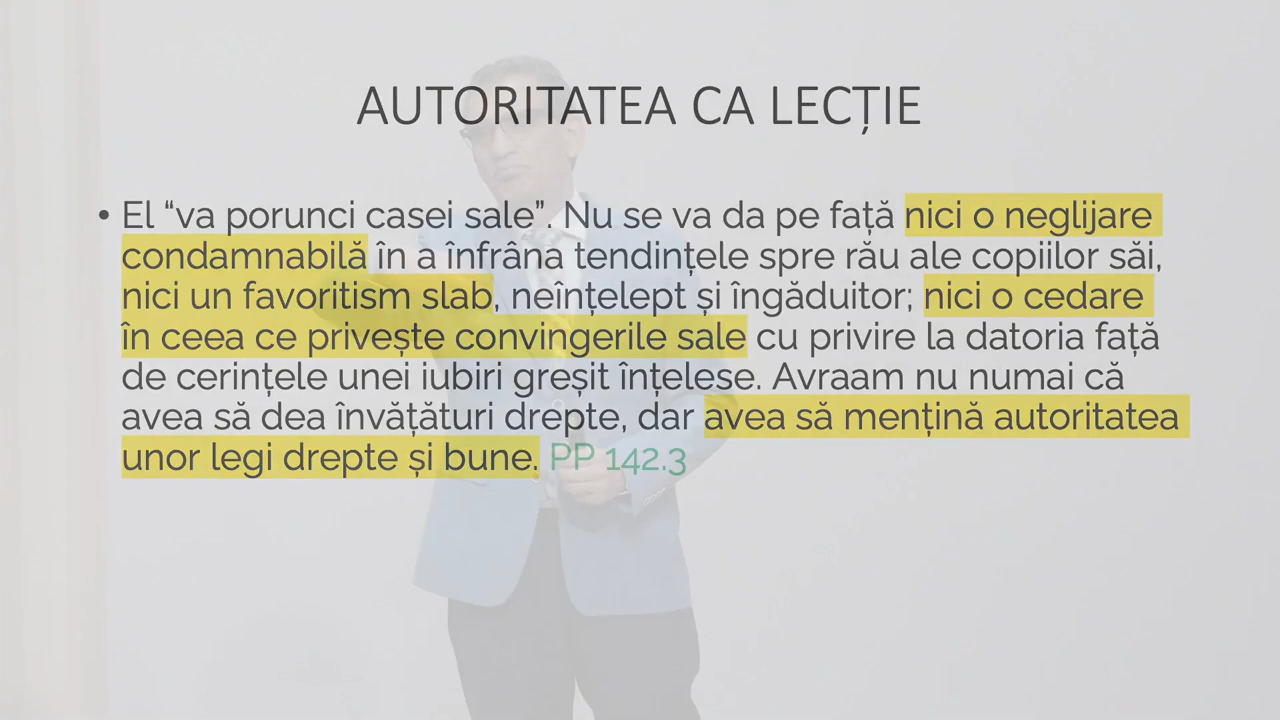 AUTORITATEA CA LECȚIE
• El “va porunci casei sale”. Nu se va da pe față nici o neglijare
condamnabilă în a înfrâna tendințele spre rău ale copiilor săi,
nici un favoritism slab, neînțelept și îngăduitor; nici o cedare
în ceea ce privește convingerile sale cu privire la datoria față
de cerințele unei iubiri greșit înțelese. Avraam nu numai că
avea să dea învățături drepte, dar avea să mențină autoritatea
unor legi drepte și bune. PP 142.3